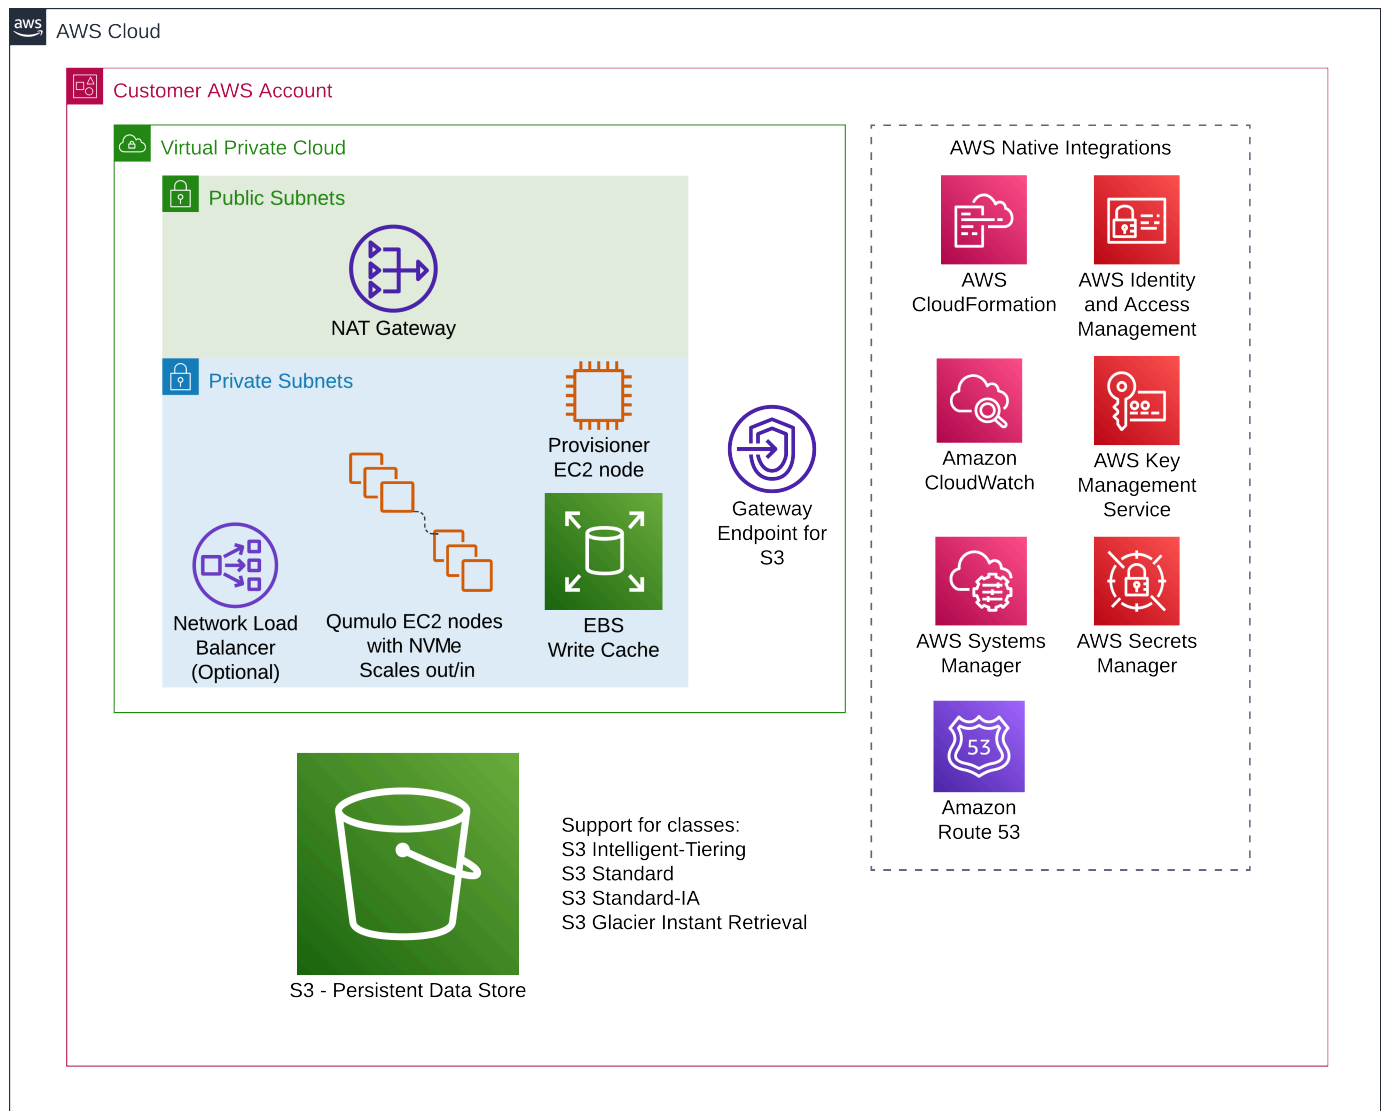 aws
AWS Cloud
Customer AWS Account
Virtual Private Cloud
Public Subnets
NAT Gateway
Private Subnets
Provisioner
EC2 node
Network Load
Balancer
(Optional)
Qumulo EC2 nodes
with NVMe
Scales out/in
EBS
Write Cache
Gateway
Endpoint for
S3
AWS Native Integrations
AWS
CloudFormation
AWS Identity
and Access
Management
Amazon
CloudWatch
AWS Key
Management
Service
AWS Systems
Manager
AWS Secrets
Manager
53
Amazon
Route 53
S3 - Persistent Data Store
Support for classes:
S3 Intelligent-Tiering
S3 Standard
S3 Standard-IA
S3 Glacier Instant Retrieval